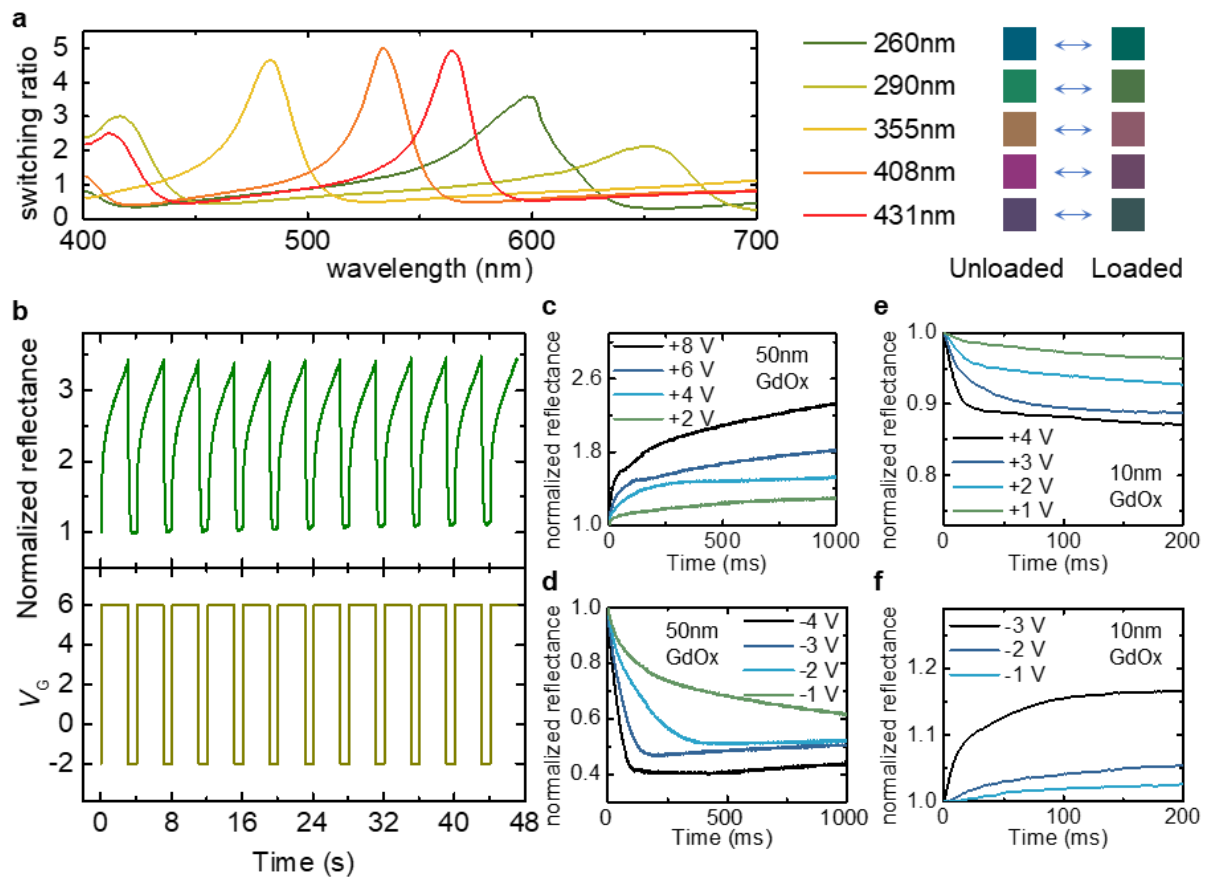 a
switching ratio
5
4
3
2
1
0
400
500
600
700
wavelength (nm)
260nm
290nm
355nm
408nm
431nm
Unloaded
Loaded
b
Normalized reflectance
3
2
1
6
4
2
0
-2
VG
0
8
16
24
32
40
48
Time (s)
c
normalized reflectance
2.6
1.8
1.0
+8 V
+6 V
+4 V
+2 V
50nm
GdOx
0
500
1000
Time (ms)
d
normalized reflectance
1.0
0.8
0.6
0.4
50nm
GdOx
-4 V
-3 V
-2 V
-1 V
0
500
1000
Time (ms)
e
normalized reflectance
1.0
0.9
0.8
+4 V
+3 V
+2 V
+1 V
10nm
GdOx
0
100
200
Time (ms)
f
normalized reflectance
1.2
1.1
1.0
-3 V
-2 V
-1 V
10nm
GdOx
0
100
200
Time (ms)